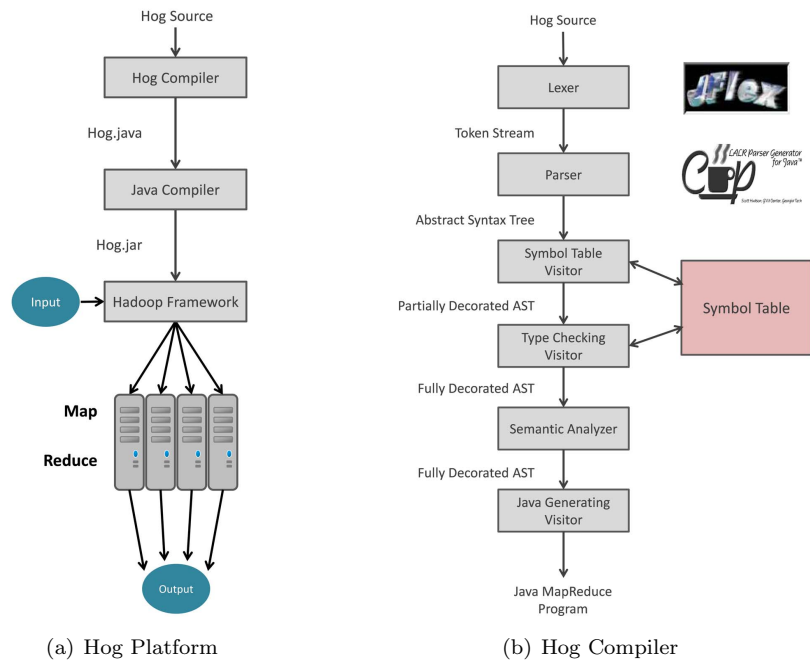 Hog Source
Hog Compiler
Hog.java
Java Compiler
Hog.jar
Input
Hadoop Framework
Map
Reduce
Output
(a) Hog Platform
Hog Source
Lexer
JFlex
Token Stream
Parser
LALR Parser Generator
for Java™
Cup
Abstract Syntax Tree
Symbol Table
Visitor
Partially Decorated AST
Symbol Table
Type Checking
Visitor
Fully Decorated AST
Semantic Analyzer
Fully Decorated AST
Java Generating
Visitor
Java MapReduce
Program
(b) Hog Compiler